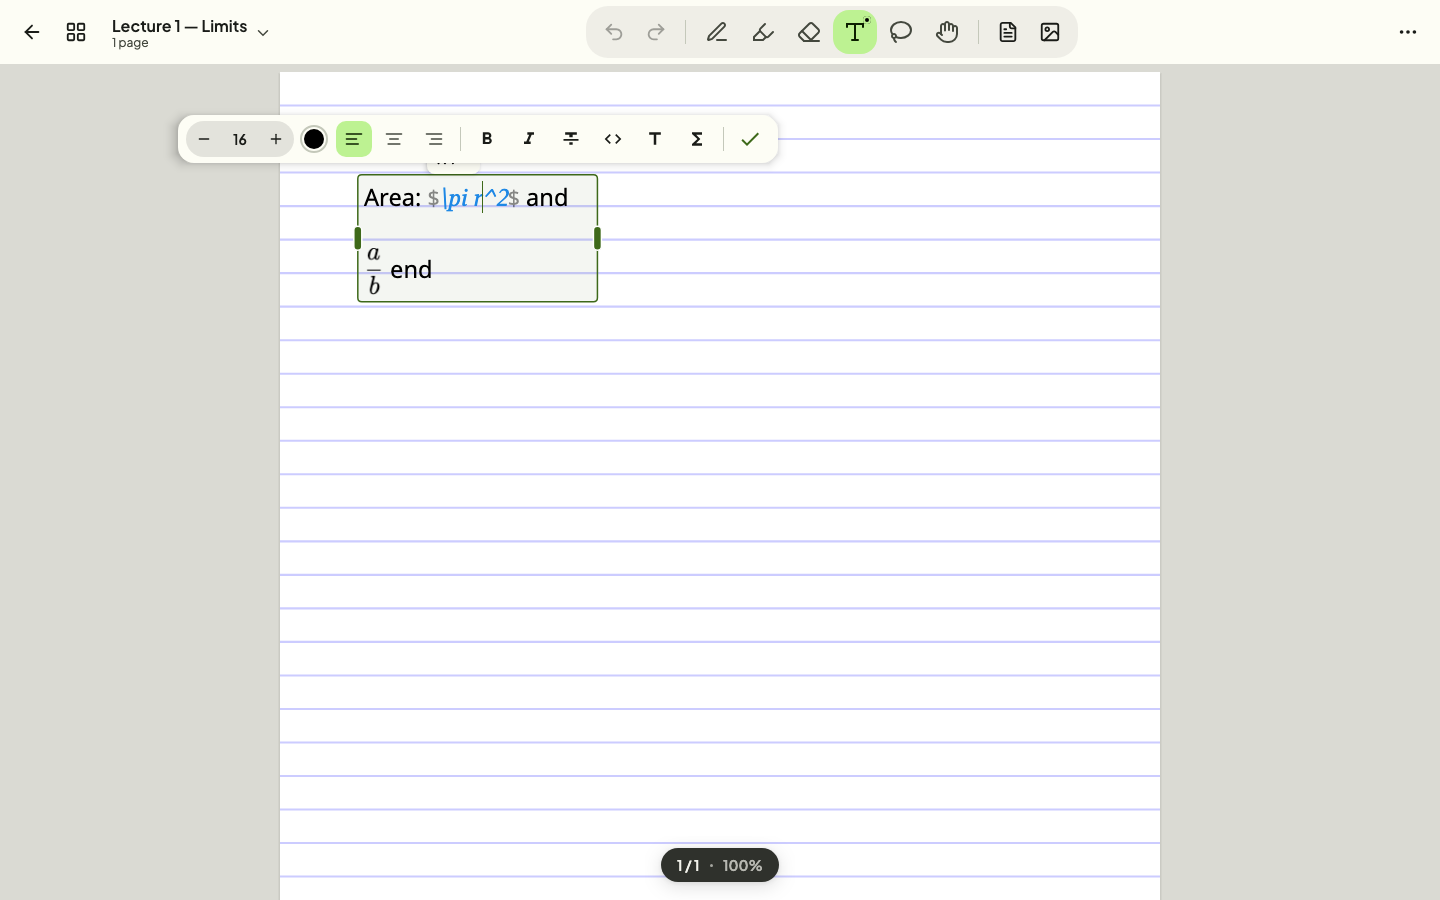 Lecture 1 — Limits
1 page
16
B
I
T
Σ
Area: $\pi r^2$ and
a
b
end
1 / 1 · 100%